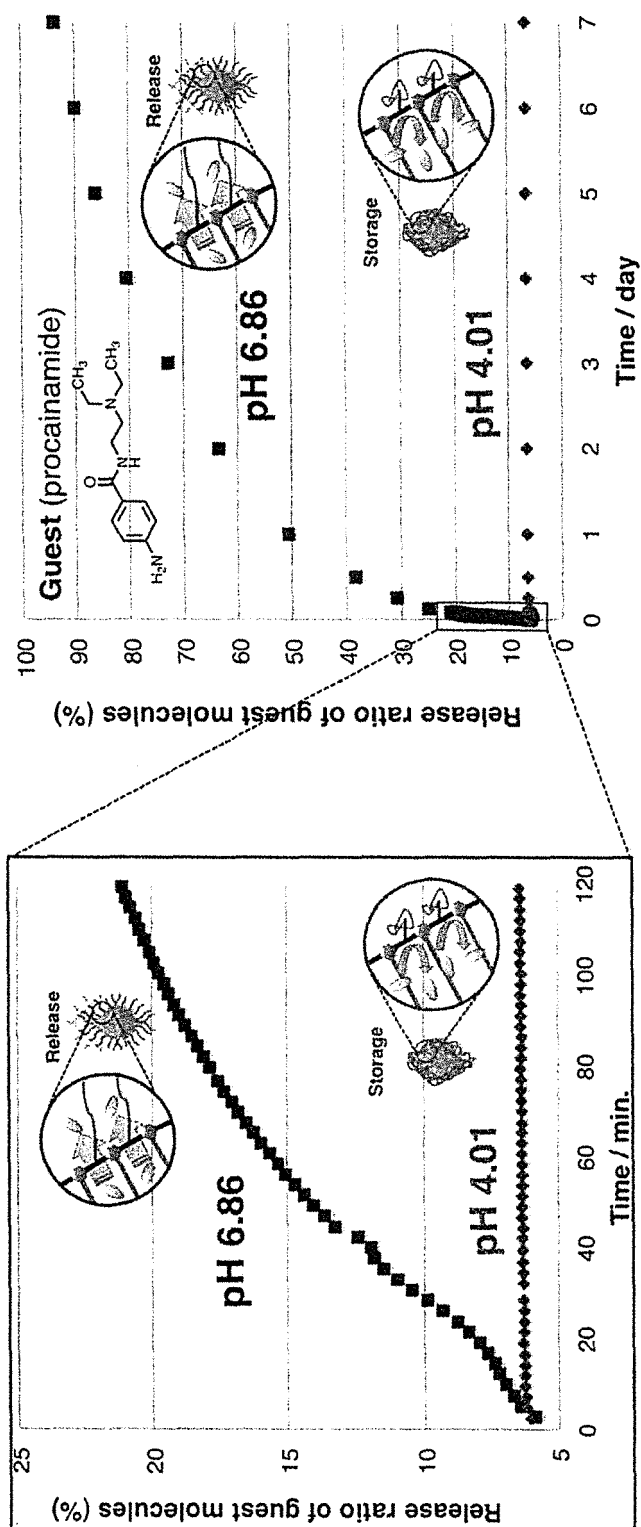 Release ratio of guest molecules (%)
25
20
15
10
5
0
20
40
60
80
100
120
Time / min.
pH 6.86
Release
pH 4.01
Storage
Release ratio of guest molecules (%)
100
90
80
70
60
50
40
30
20
10
0
0
1
2
3
4
5
6
7
Time / day
Guest (procainamide)
H2N
O
N
H
N
CH3
CH3
pH 6.86
Release
pH 4.01
Storage